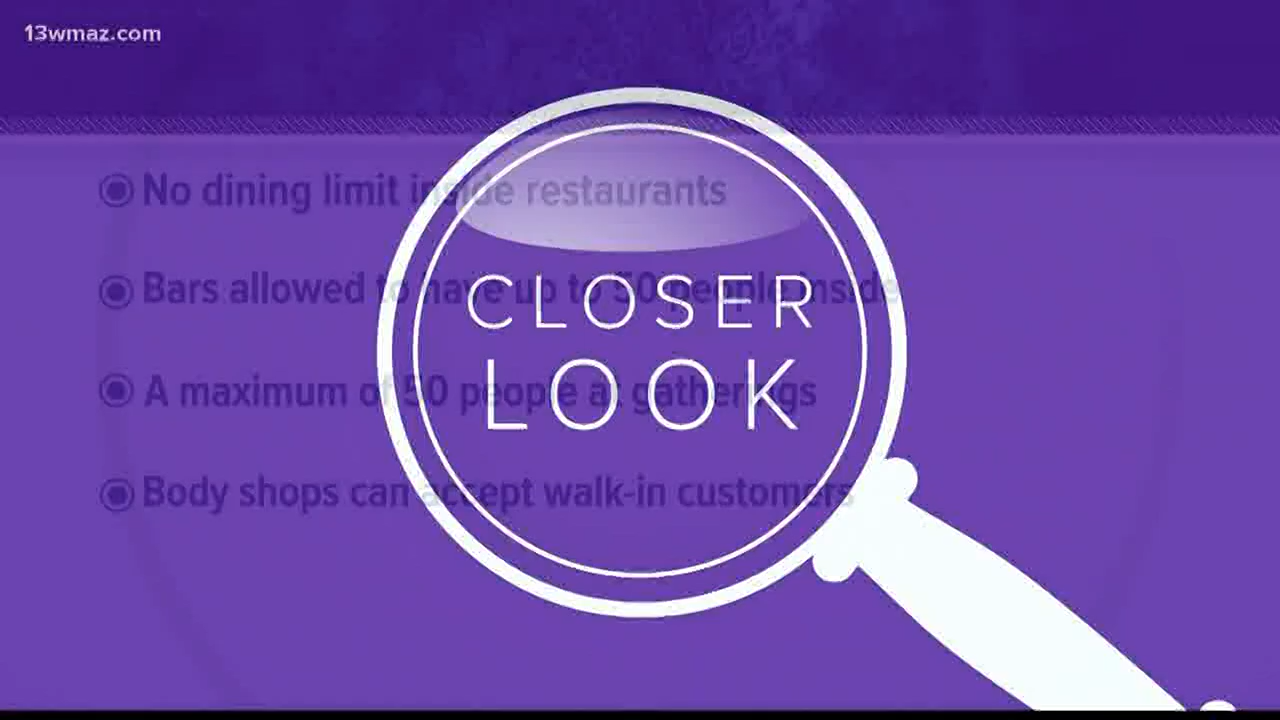 13wmaz.com
No dining limit inside restaurants
Bars allowed to have up to 50 people inside
CLOSER
LOOK
A maximum of 50 people at gatherings
Body shops can accept walk-in customers